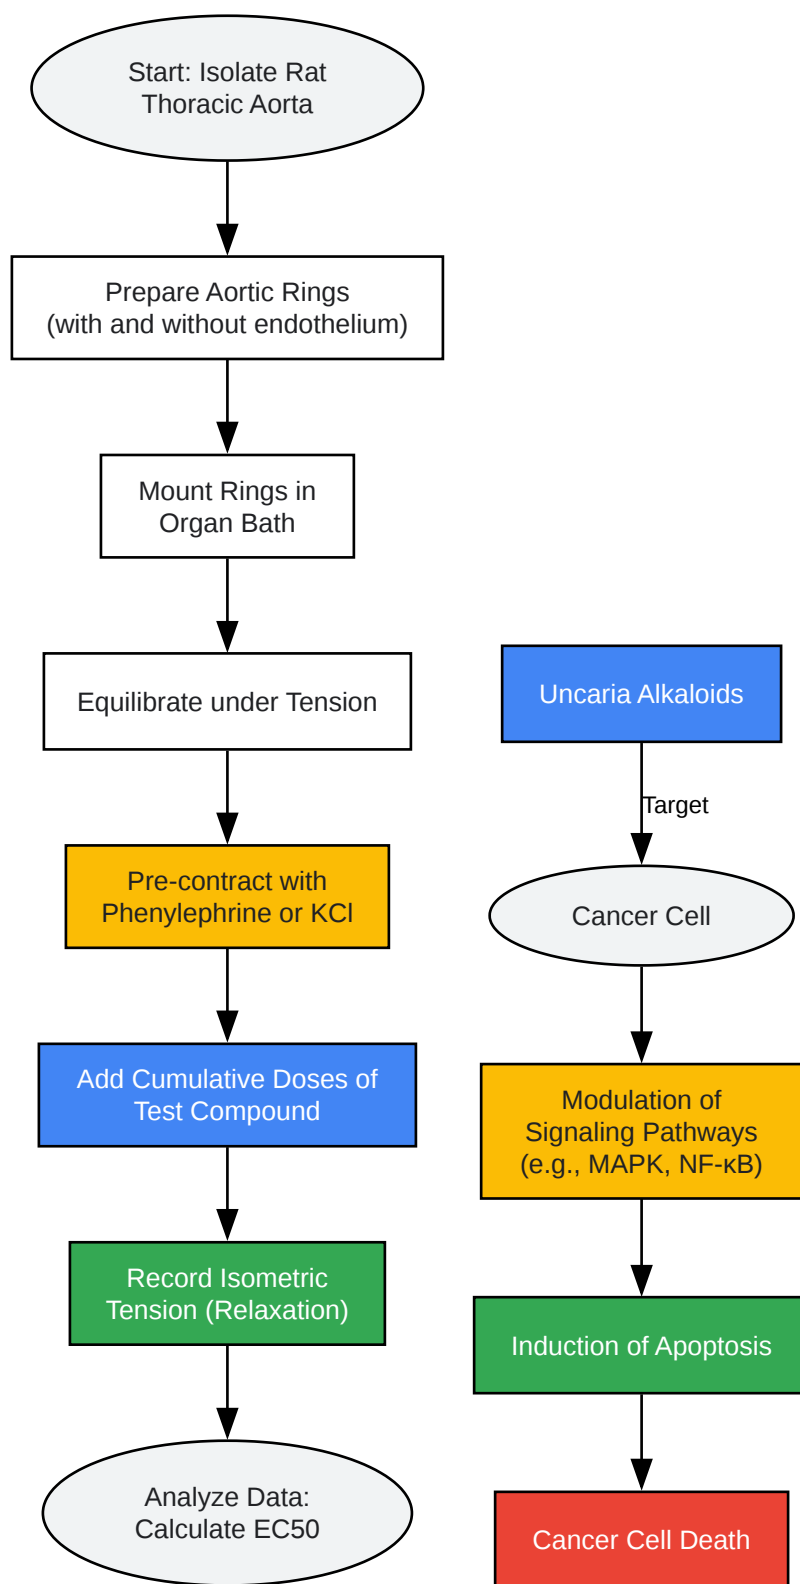 Start: Isolate Rat
Thoracic Aorta
Prepare Aortic Rings
(with and without endothelium)
Mount Rings in
Organ Bath
Equilibrate under Tension
Pre-contract with
Phenylephrine or KCl
Add Cumulative Doses of
Test Compound
Record Isometric
Tension (Relaxation)
Analyze Data:
Calculate EC50
Uncaria Alkaloids
Target
Cancer Cell
Modulation of
Signaling Pathways
(e.g., MAPK, NF-κB)
Induction of Apoptosis
Cancer Cell Death